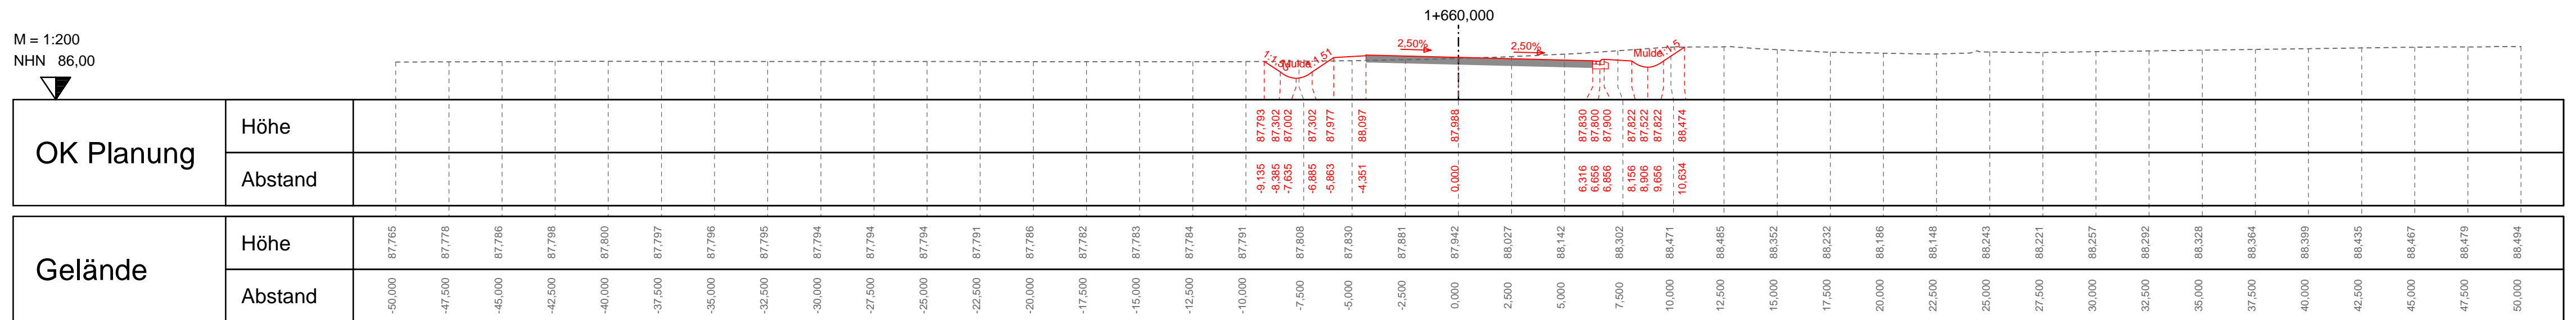 1+660,000
M = 1:200
NHN 86,00
2,50% 2,50%
Mulde 1:1,51 Mulde 1:1,5
OK Planung
Höhe
87,793 87,302 87,002 87,302 87,977 88,097 87,988 87,830 87,800 87,900 87,822 87,522 87,822 88,474
Abstand
-9,135 -8,385 -7,635 -6,885 -5,863 -4,351 0,000 6,316 6,656 6,856 8,156 8,906 9,656 10,634
Gelände
Höhe
87,765 87,778 87,786 87,798 87,800 87,797 87,796 87,795 87,794 87,794 87,794 87,791 87,786 87,782 87,783 87,784 87,791 87,808 87,830 87,881 87,942 88,027 88,142 88,302 88,471 88,485 88,352 88,232 88,186 88,148 88,243 88,221 88,257 88,292 88,328 88,364 88,399 88,435 88,467 88,479 88,494
Abstand
-50,000 -47,500 -45,000 -42,500 -40,000 -37,500 -35,000 -32,500 -30,000 -27,500 -25,000 -22,500 -20,000 -17,500 -15,000 -12,500 -10,000 -7,500 -5,000 -2,500 0,000 2,500 5,000 7,500 10,000 12,500 15,000 17,500 20,000 22,500 25,000 27,500 30,000 32,500 35,000 37,500 40,000 42,500 45,000 47,500 50,000